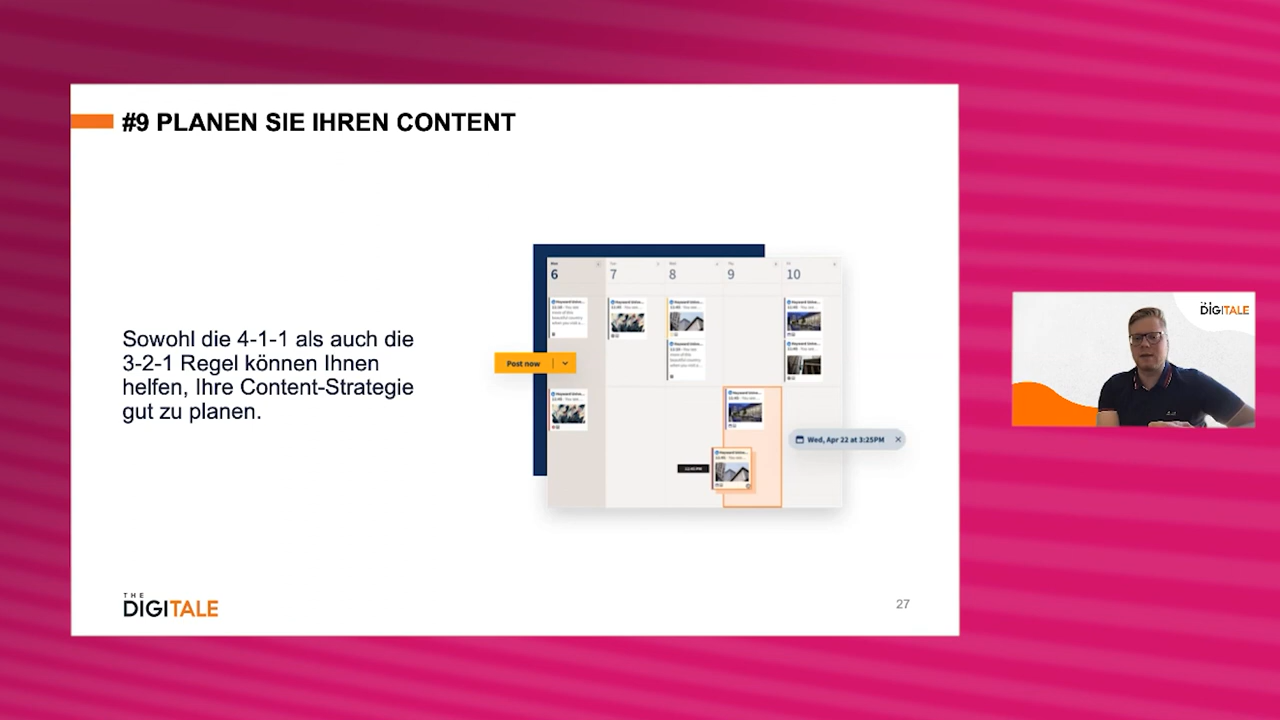 #9 PLANEN SIE IHREN CONTENT
Sowohl die 4-1-1 als auch die
3-2-1 Regel können Ihnen
helfen, Ihre Content-Strategie
gut zu planen.
6 7 8 9 10
Post now
Wed, Apr 22 at 3:25PM
THE
DIGITALE
27
DIGITALE